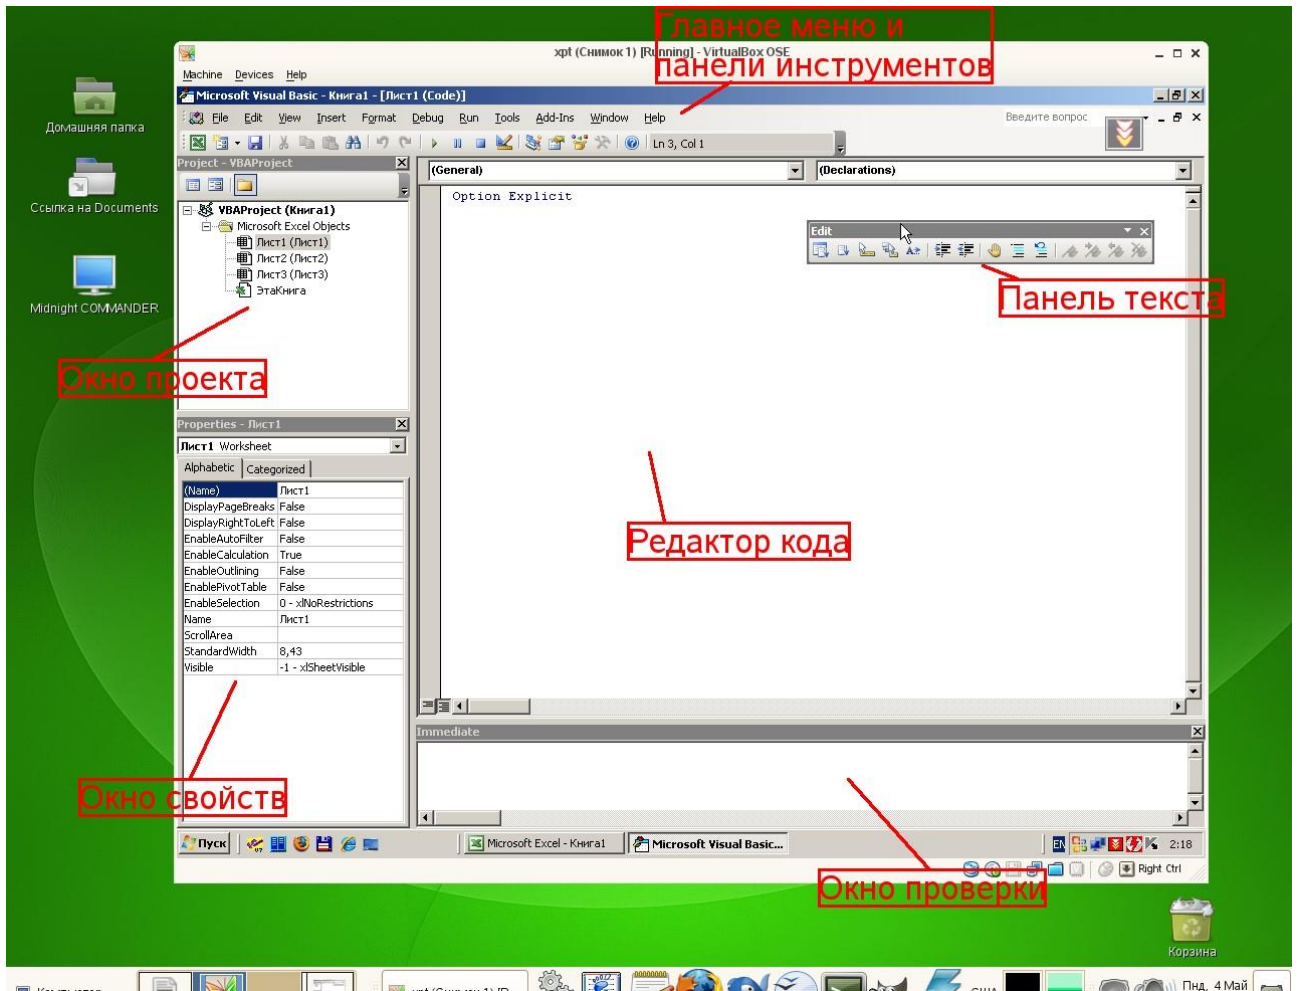 Главное меню и
панели инструментов
xpt (Снимок 1) [Running] - VirtualBox OSE
Machine Devices Help
Microsoft Visual Basic - Книга1 - [Лист1 (Code)]
File Edit View Insert Format Debug Run Tools Add-Ins Window Help
Введите вопрос
Ln 3, Col 1
Домашняя папка
Ссылка на Documents
Midnight COMMANDER
Project - VBAProject
VBAProject (Книга1)
Microsoft Excel Objects
Лист1 (Лист1)
Лист2 (Лист2)
Лист3 (Лист3)
ЭтаКнига
Окно проекта
(General)
(Declarations)
Option Explicit
Edit
Панель текста
Редактор кода
Properties - Лист1
Лист1 Worksheet
Alphabetic Categorized
(Name) Лист1
DisplayPageBreaks False
DisplayRightToLeft False
EnableAutoFilter False
EnableCalculation True
EnableOutlining False
EnablePivotTable False
EnableSelection 0 - xlNoRestrictions
Name Лист1
ScrollArea
StandardWidth 8,43
Visible -1 - xlSheetVisible
Окно свойств
Immediate
Окно проверки
Пуск
Microsoft Excel - Книга1
Microsoft Visual Basic...
EN
2:18
Right Ctrl
Корзина
Пнд, 4 Май